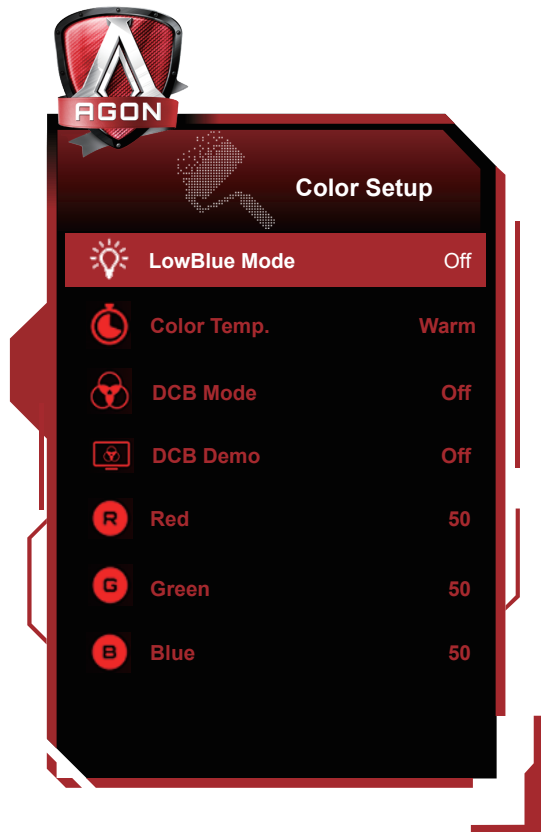 AGON
Color Setup
LowBlue Mode Off
Color Temp. Warm
DCB Mode Off
DCB Demo Off
R Red 50
G Green 50
B Blue 50